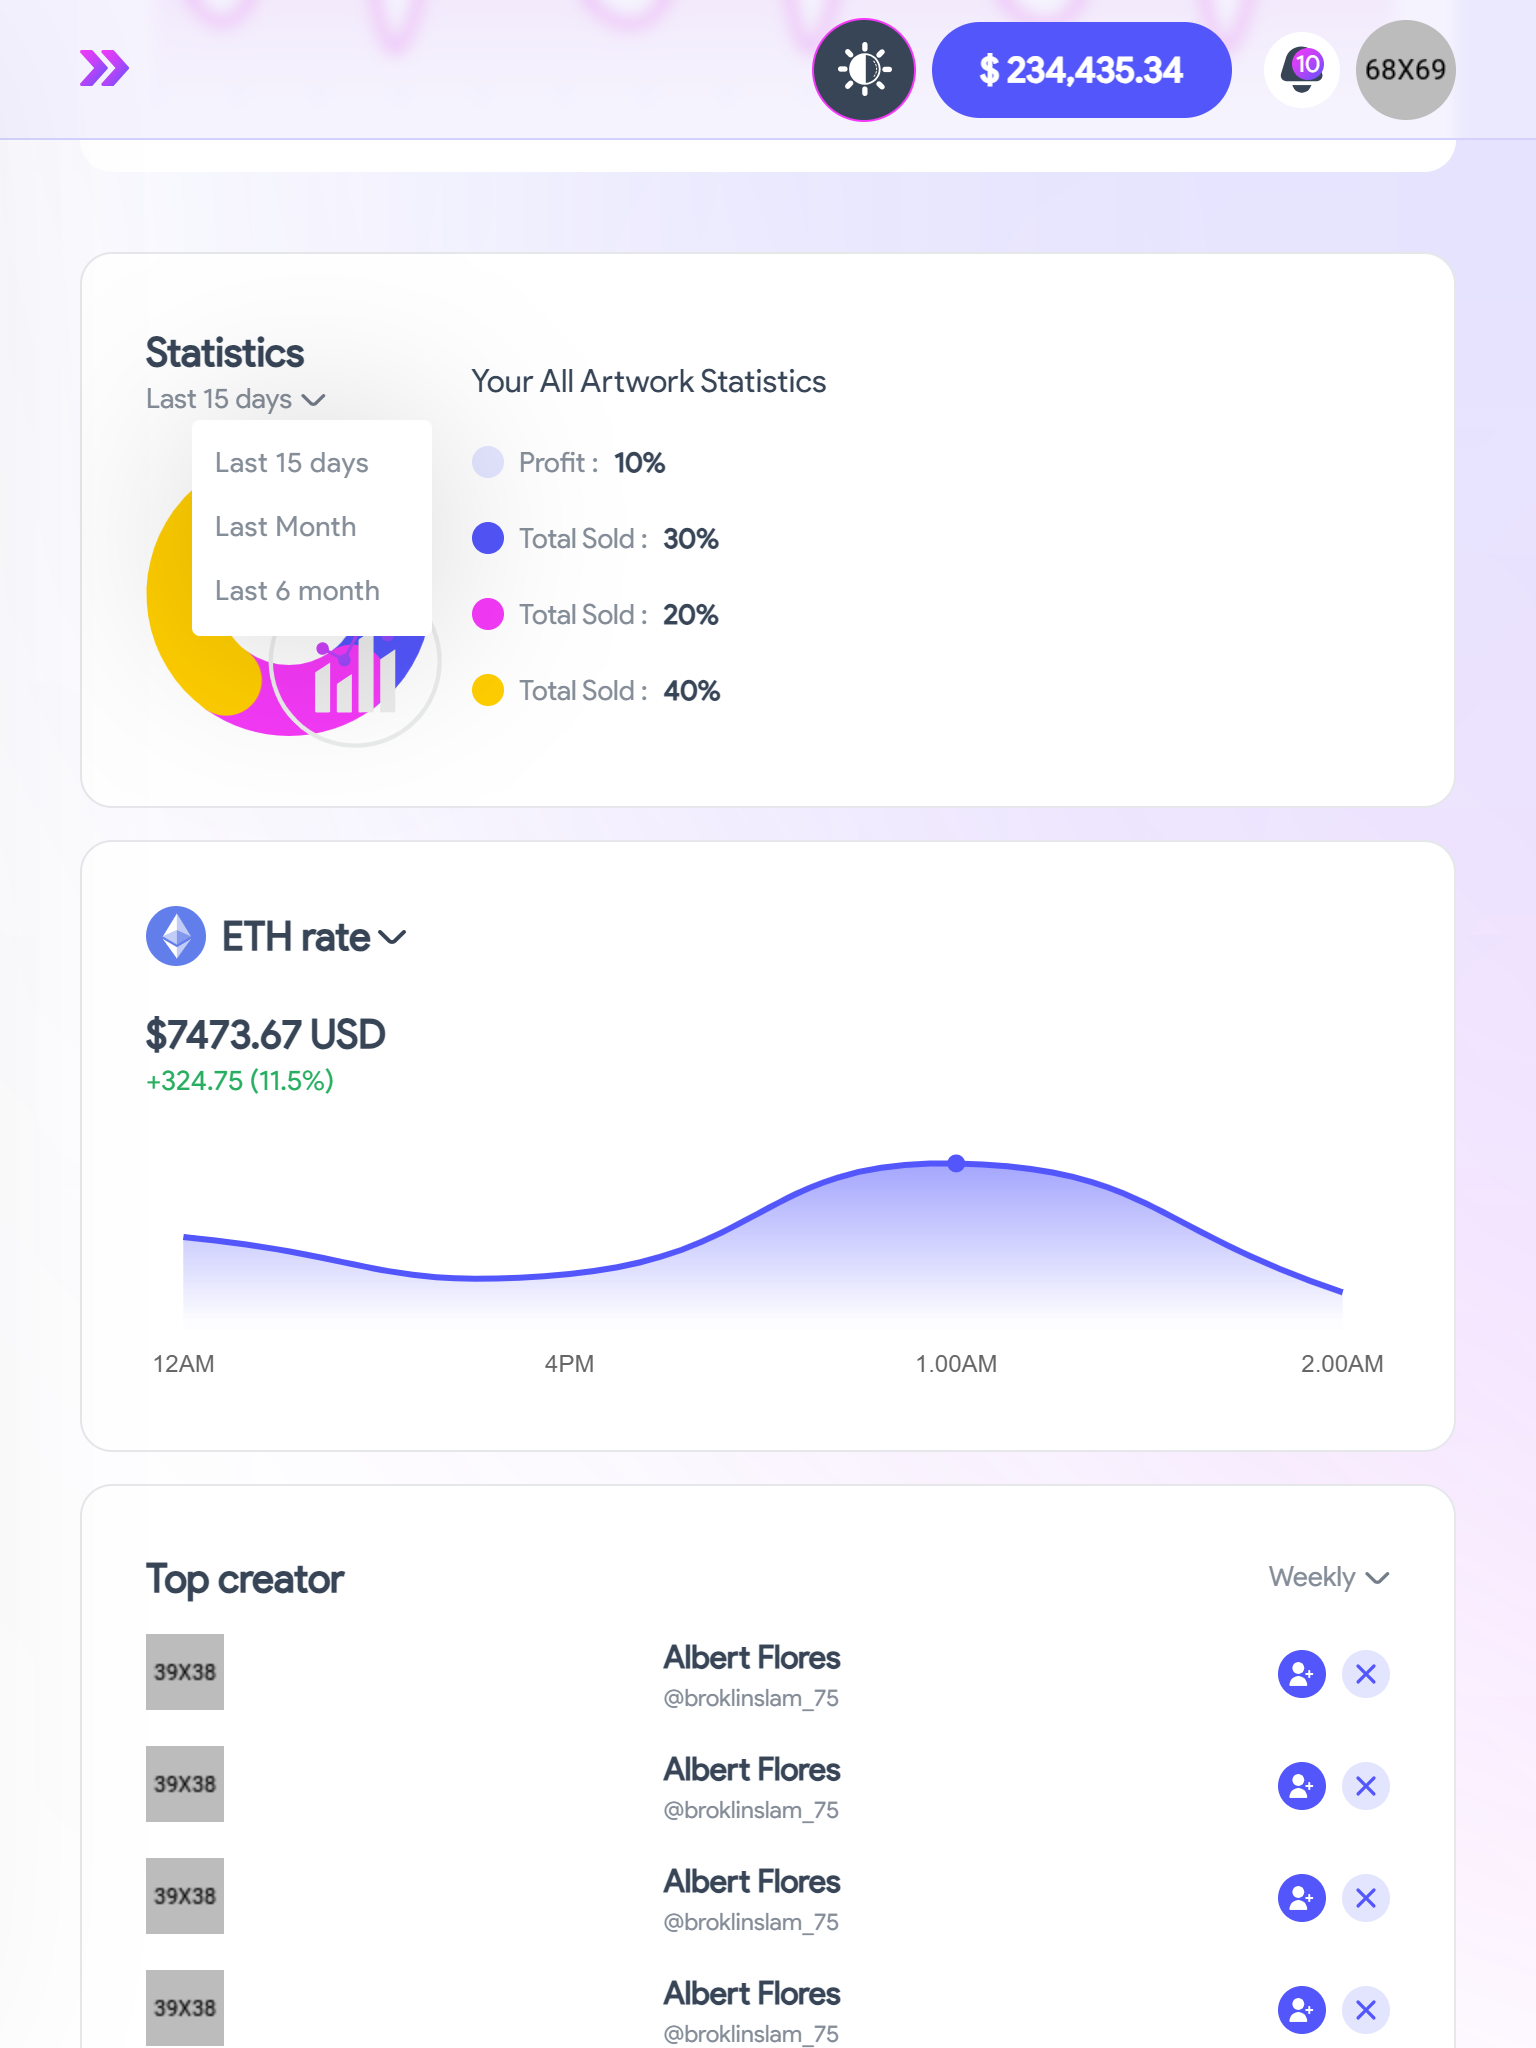 $ 234,435.34
10
68X69
Statistics
Last 15 days
Last 15 days
Last Month
Last 6 month
Your All Artwork Statistics
Profit : 10%
Total Sold : 30%
Total Sold : 20%
Total Sold : 40%
ETH rate
$7473.67 USD
+324.75 (11.5%)
12AM 4PM 1.00AM 2.00AM
Top creator
Weekly
39X38
Albert Flores
@broklinslam_75
39X38
Albert Flores
@broklinslam_75
39X38
Albert Flores
@broklinslam_75
39X38
Albert Flores
@broklinslam_75